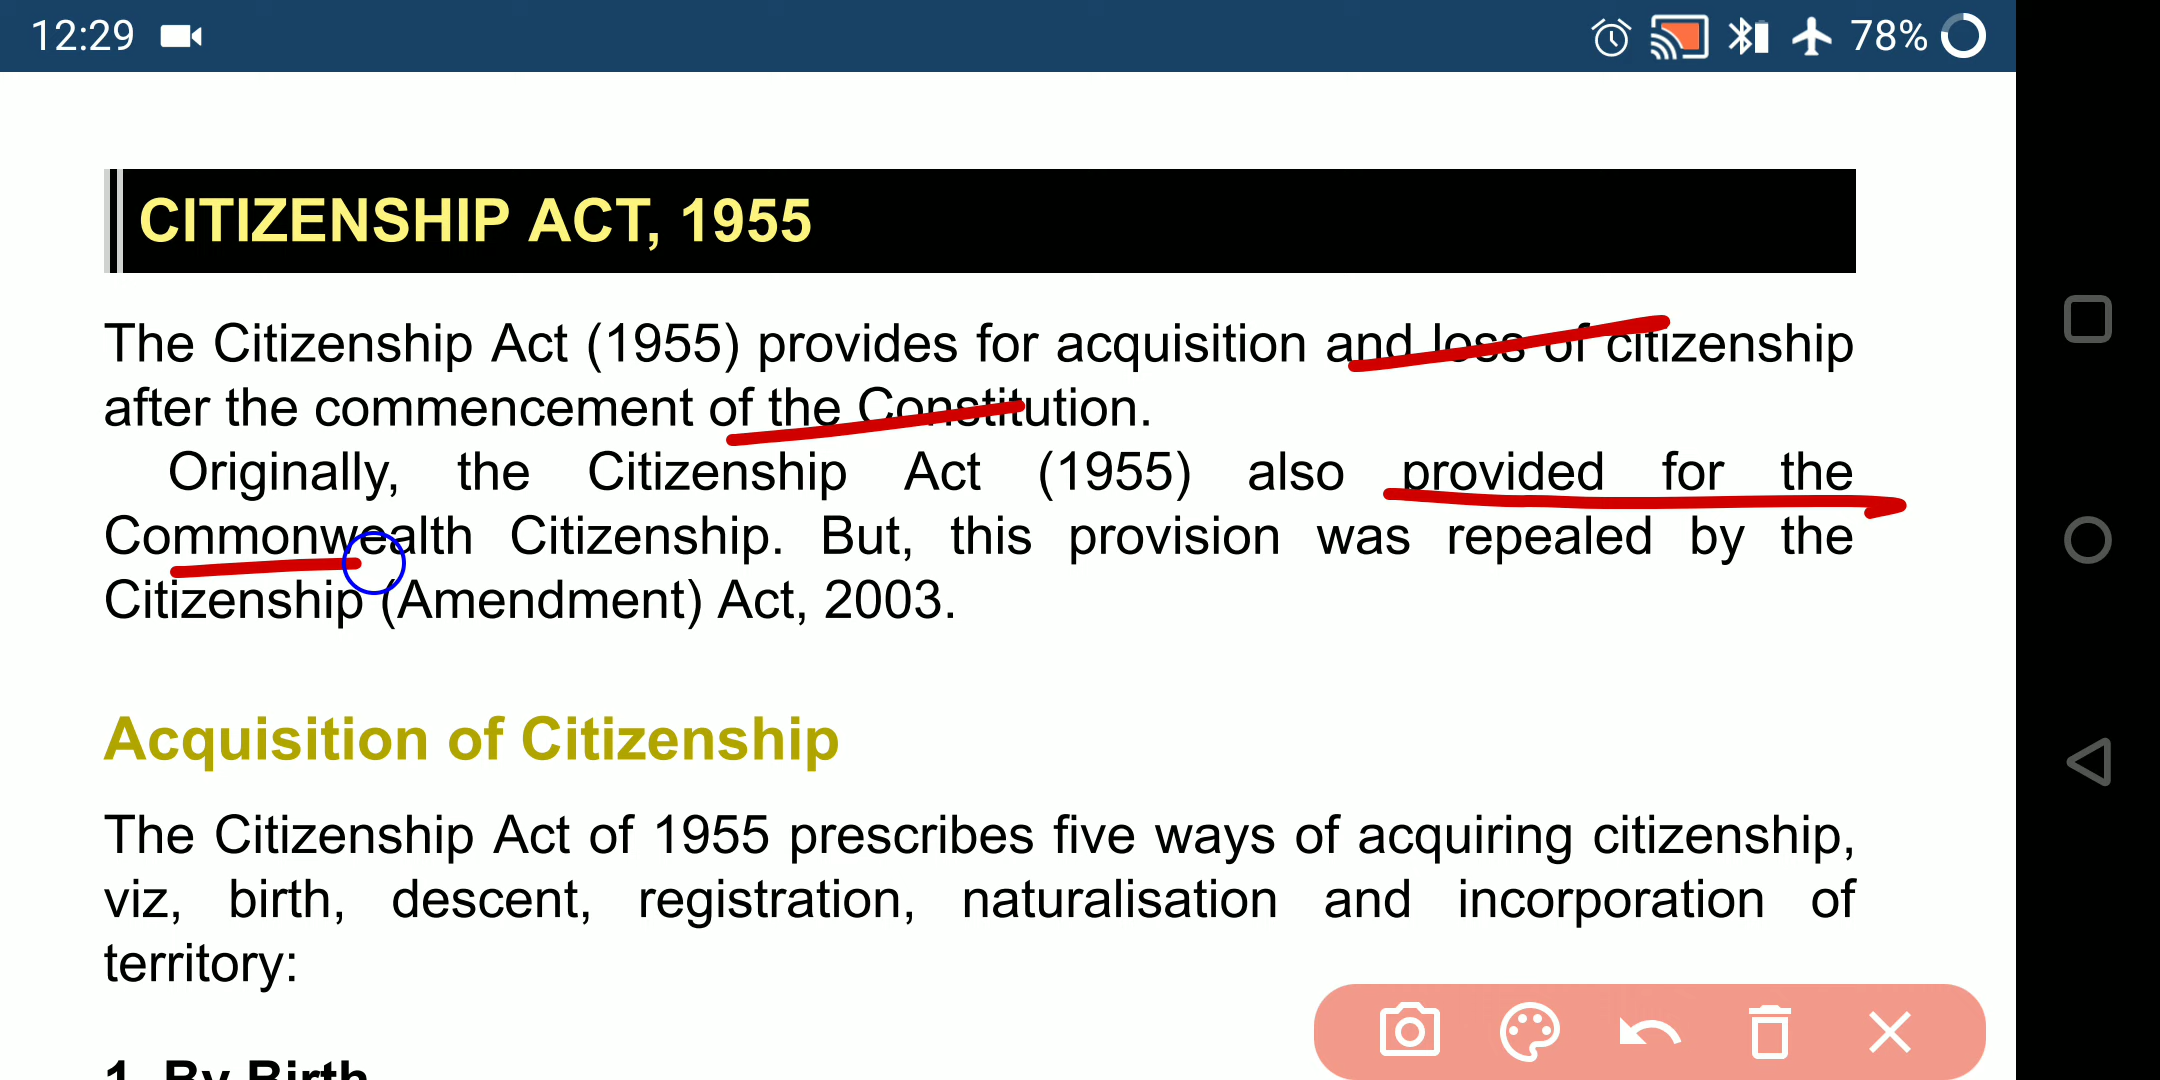 12:29
78%
CITIZENSHIP ACT, 1955
The Citizenship Act (1955) provides for acquisition and loss of citizenship
after the commencement of the Constitution.
Originally, the Citizenship Act (1955) also provided for the
Commonwealth Citizenship. But, this provision was repealed by the
Citizenship (Amendment) Act, 2003.
Acquisition of Citizenship
The Citizenship Act of 1955 prescribes five ways of acquiring citizenship,
viz, birth, descent, registration, naturalisation and incorporation of
territory:
1. By Birth